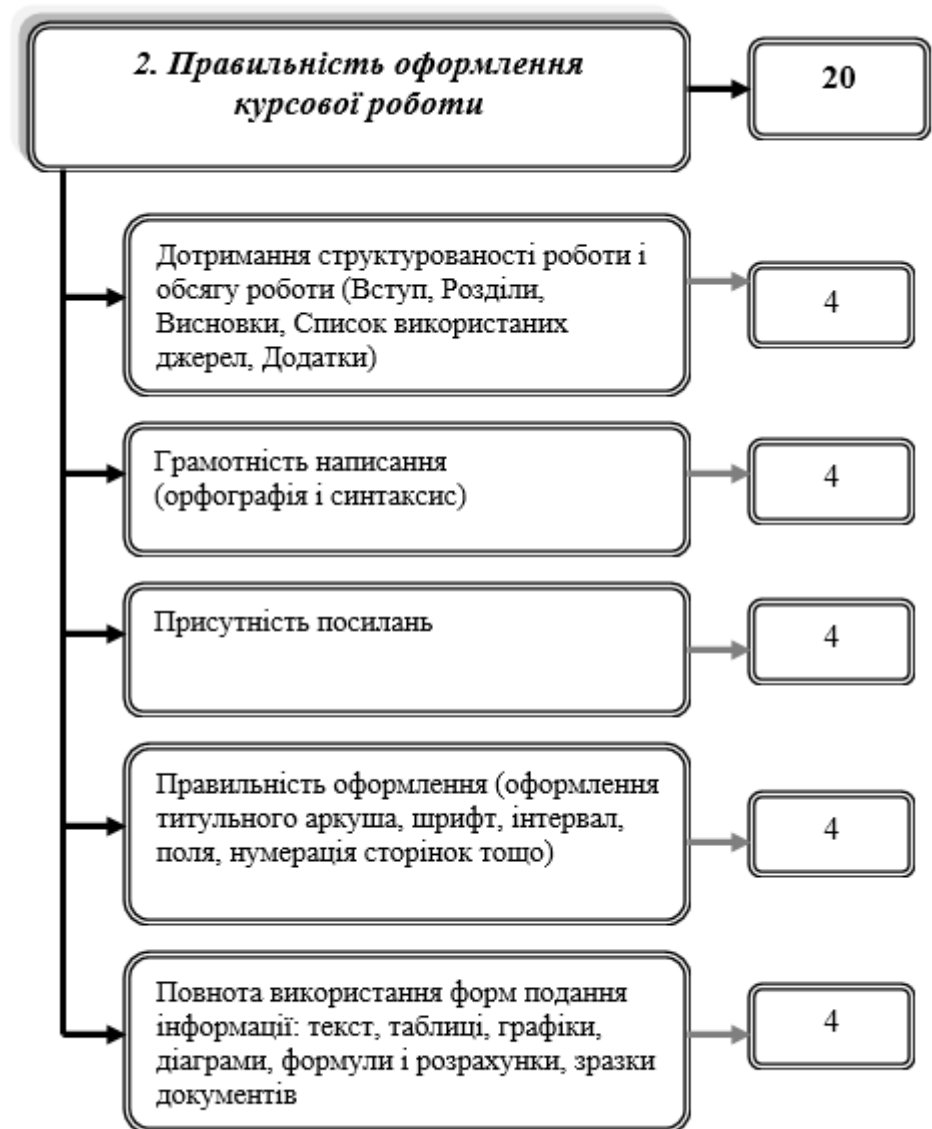 2. Правильність оформлення
курсової роботи
20
Дотримання структурованості роботи і
обсягу роботи (Вступ, Розділи,
Висновки, Список використаних
джерел, Додатки)
4
Грамотність написання
(орфографія і синтаксис)
4
Присутність посилань
4
Правильність оформлення (оформлення
титульного аркуша, шрифт, інтервал,
поля, нумерація сторінок тощо)
4
Повнота використання форм подання
інформації: текст, таблиці, графіки,
діаграми, формули і розрахунки, зразки
документів
4